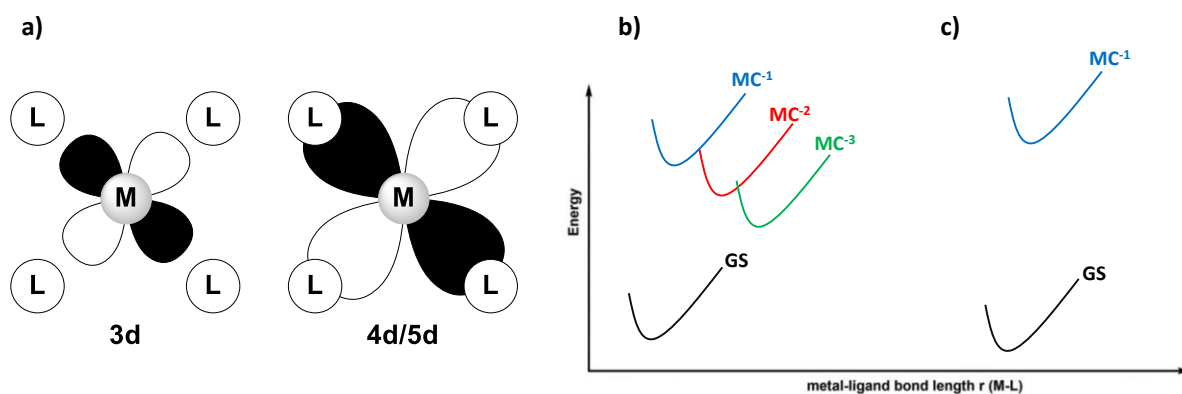 a)
L L
M
L L
3d
L L
M
L L
4d/5d
b)
MC⁻¹
MC⁻²
MC⁻³
GS
Energy
c)
MC⁻¹
GS
metal-ligand bond length r (M-L)